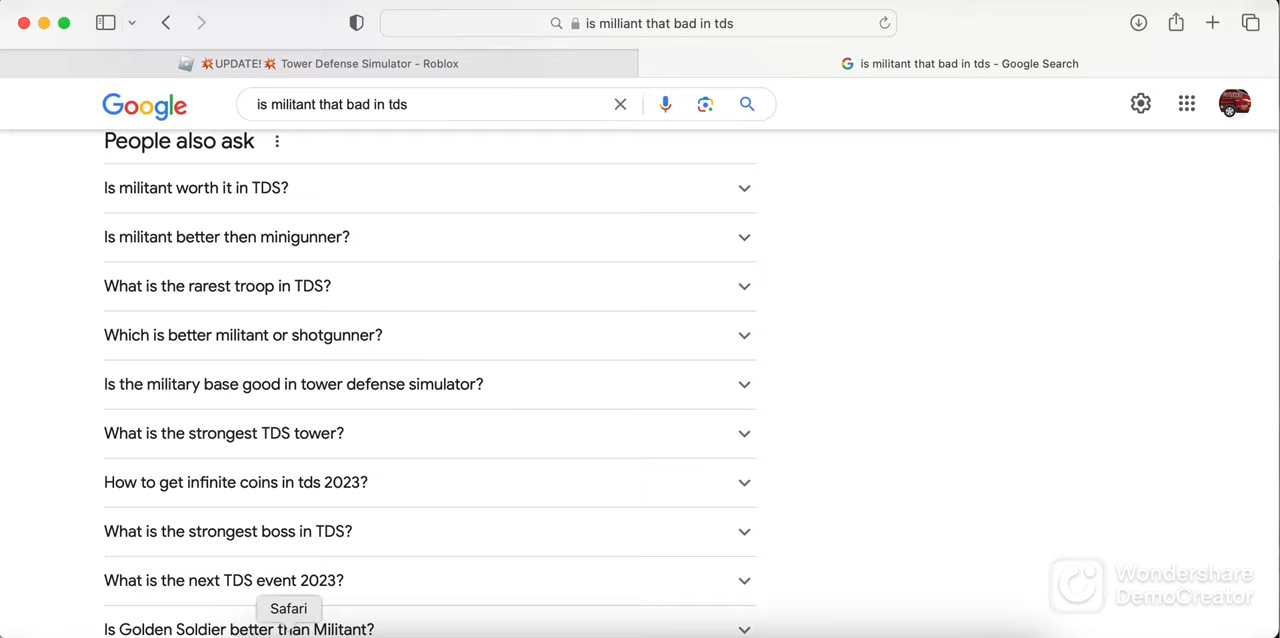 is milliant that bad in tds
💥UPDATE!💥 Tower Defense Simulator - Roblox
is militant that bad in tds - Google Search
Google
is militant that bad in tds
People also ask
Is militant worth it in TDS?
Is militant better then minigunner?
What is the rarest troop in TDS?
Which is better militant or shotgunner?
Is the military base good in tower defense simulator?
What is the strongest TDS tower?
How to get infinite coins in tds 2023?
What is the strongest boss in TDS?
What is the next TDS event 2023?
Safari
Is Golden Soldier better than Militant?
Wondershare
DemoCreator